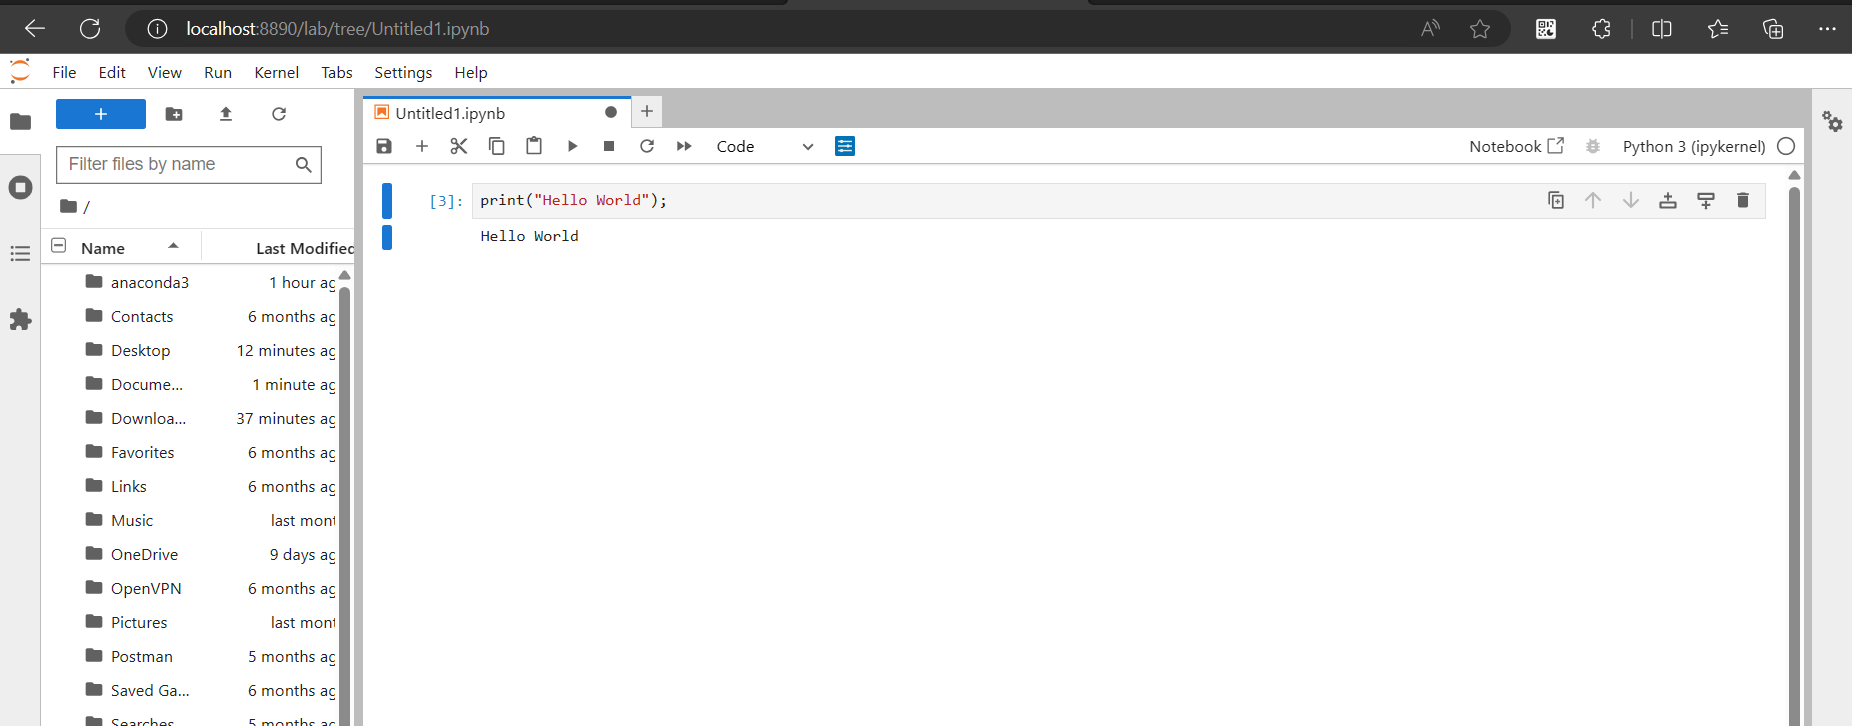 localhost:8890/lab/tree/Untitled1.ipynb
File Edit View Run Kernel Tabs Settings Help
Untitled1.ipynb
Filter files by name
Code
Notebook
Python 3 (ipykernel)
/
[3]: print("Hello World");
Hello World
Name Last Modified
anaconda3 1 hour ag
Contacts 6 months ag
Desktop 12 minutes ag
Docume... 1 minute ag
Downloa... 37 minutes ag
Favorites 6 months ag
Links 6 months ag
Music last mont
OneDrive 9 days ag
OpenVPN 6 months ag
Pictures last mont
Postman 5 months ag
Saved Ga... 6 months ag
Searches 5 months ag